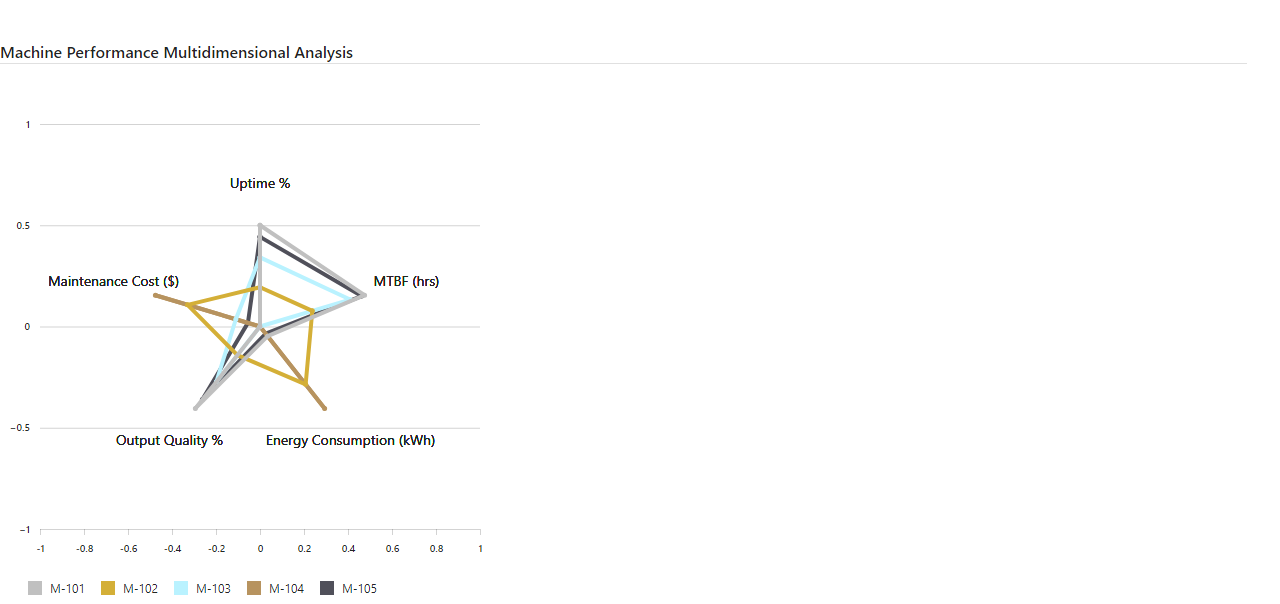 Machine Performance Multidimensional Analysis
1
Uptime %
0.5
Maintenance Cost ($)
MTBF (hrs)
0
−0.5
Output Quality %
Energy Consumption (kWh)
−1
-1 -0.8 -0.6 -0.4 -0.2 0 0.2 0.4 0.6 0.8 1
M-101 M-102 M-103 M-104 M-105